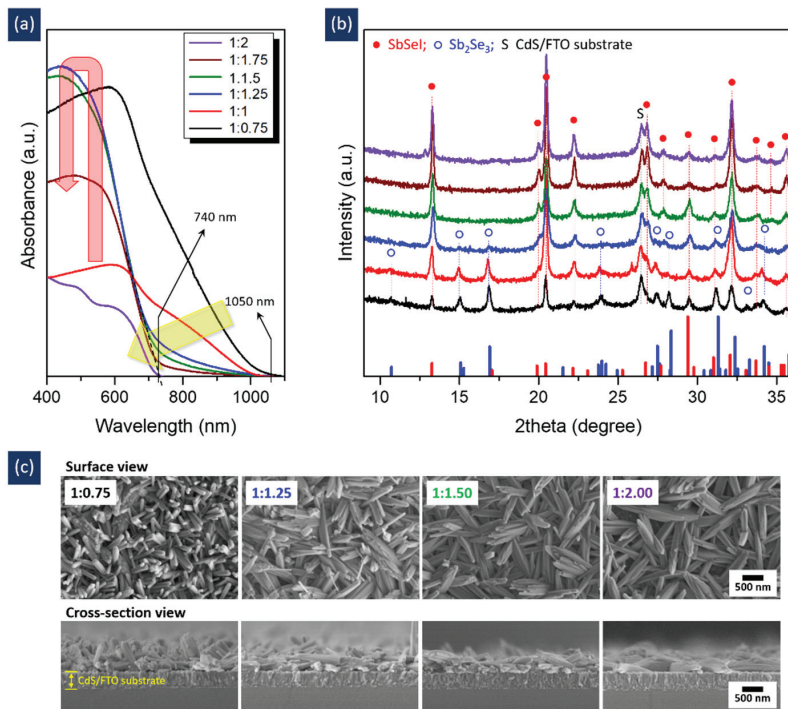 (a)
1:2
1:1.75
1:1.5
1:1.25
1:1
1:0.75
740 nm
1050 nm
Absorbance (a.u.)
400 600 800 1000
Wavelength (nm)
(b)
SbSeI; Sb₂Se₃; S CdS/FTO substrate
S
Intensity (a.u.)
10 15 20 25 30 35
2theta (degree)
(c)
Surface view
1:0.75 1:1.25 1:1.50 1:2.00
500 nm
Cross-section view
CdS/FTO substrate
500 nm